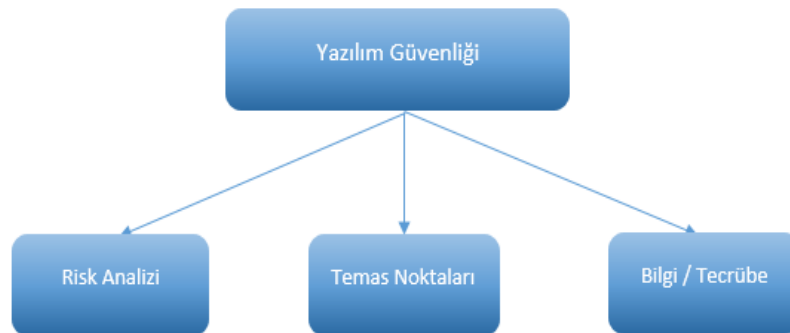 Yazılım Güvenliği
Risk Analizi
Temas Noktaları
Bilgi / Tecrübe